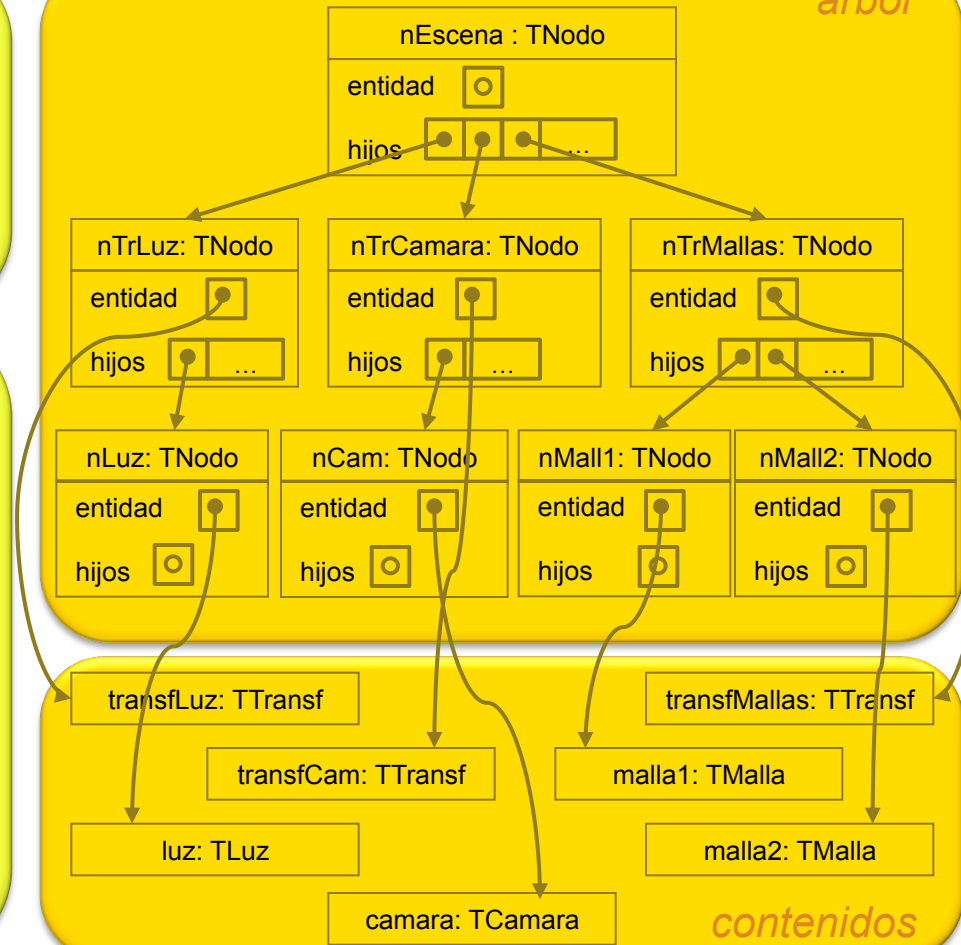 árbol
nEscena : TNodo
entidad
hijos ...
nTrLuz: TNodo
nTrCamara: TNodo
nTrMallas: TNodo
entidad
entidad
entidad
hijos ...
hijos ...
hijos ...
nLuz: TNodo
nCam: TNodo
nMall1: TNodo
nMall2: TNodo
entidad
entidad
entidad
entidad
hijos
hijos
hijos
hijos
transfLuz: TTransf
transfMallas: TTransf
transfCam: TTransf
malla1: TMalla
luz: TLuz
malla2: TMalla
camara: TCamara
contenidos